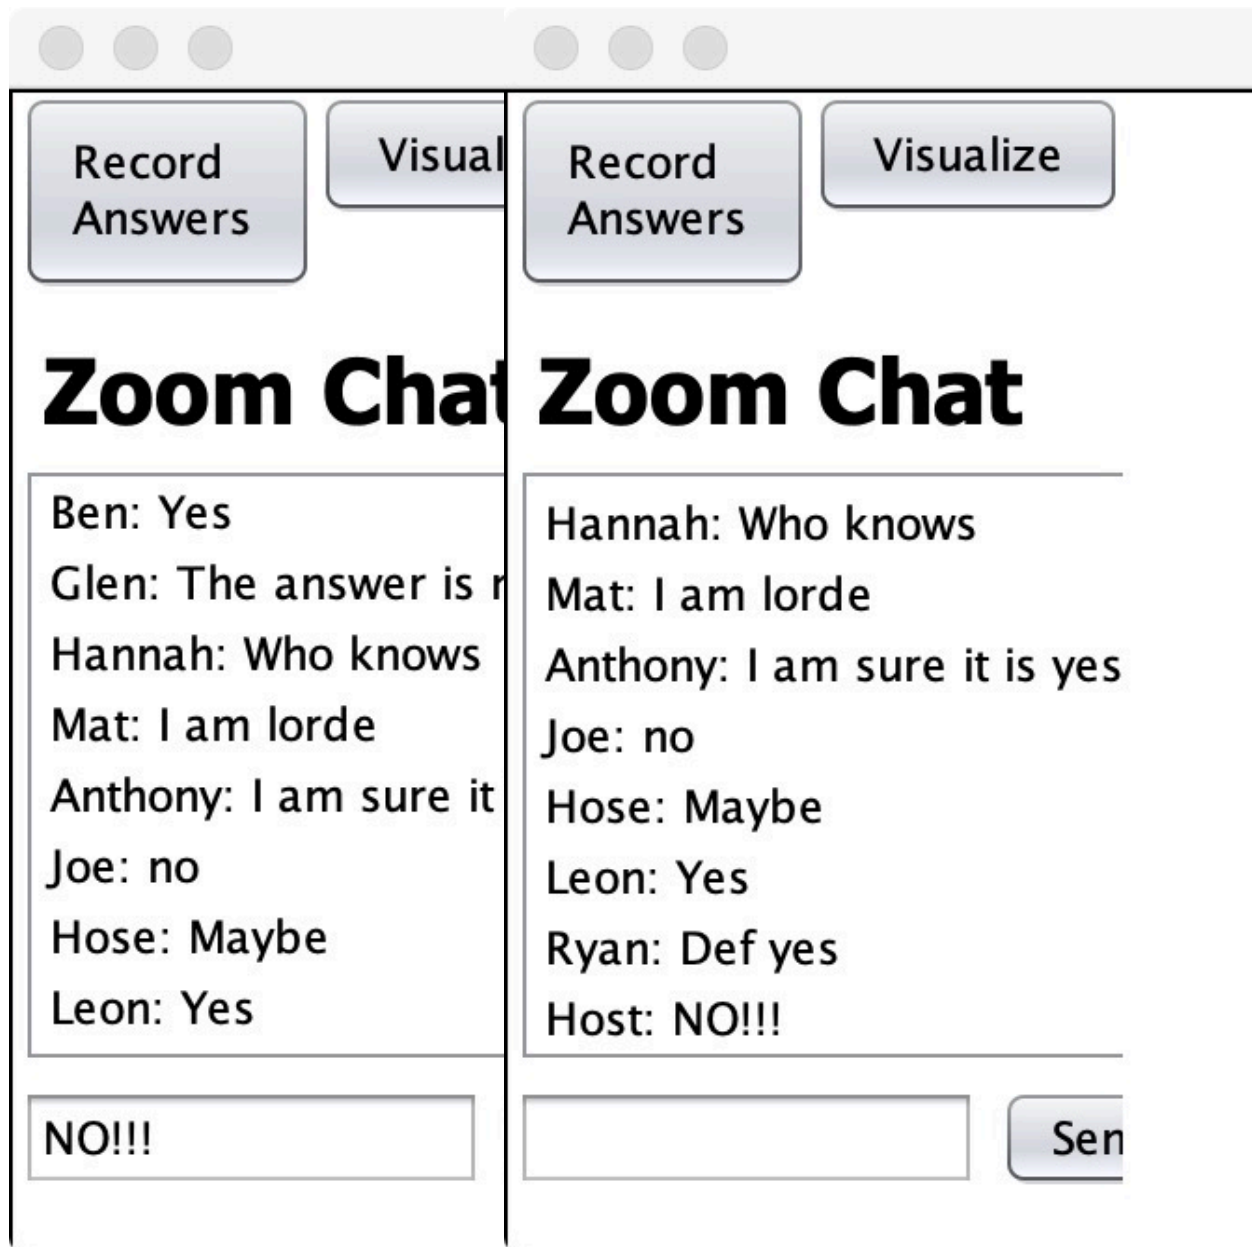 Record
Answers
Visual
Zoom Chat
Ben: Yes
Glen: The answer is
Hannah: Who knows
Mat: I am lorde
Anthony: I am sure it
Joe: no
Hose: Maybe
Leon: Yes
NO!!!
Record
Answers
Visualize
Zoom Chat
Hannah: Who knows
Mat: I am lorde
Anthony: I am sure it is yes
Joe: no
Hose: Maybe
Leon: Yes
Ryan: Def yes
Host: NO!!!
Sen